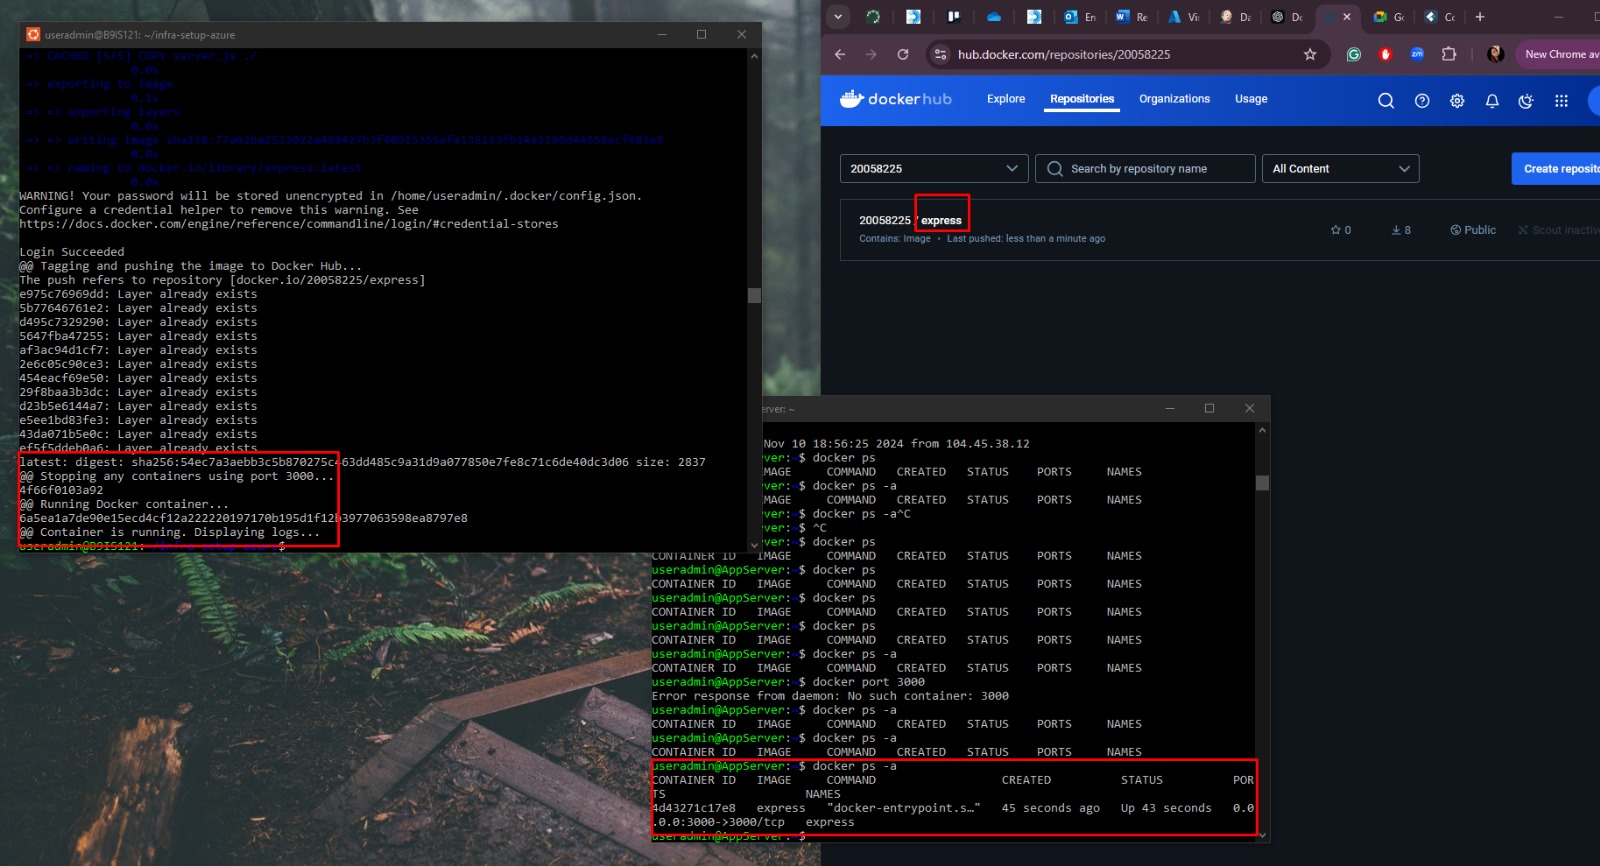 useradmin@B9IS121: ~/infra-setup-azure
=> CACHED [5/5] COPY server.js ./
0.0s
=> exporting to image
0.1s
=> => exporting layers
0.0s
=> => writing image
0.0s
=> => naming to docker.io/library/express:latest
0.0s
WARNING! Your password will be stored unencrypted in /home/useradmin/.docker/config.json.
Configure a credential helper to remove this warning. See
https://docs.docker.com/engine/reference/commandline/login/#credential-stores
Login Succeeded
@@ Tagging and pushing the image to Docker Hub...
The push refers to repository [docker.io/20058225/express]
e975c76969dd: Layer already exists
5b77646761e2: Layer already exists
d495c7329290: Layer already exists
5647fba47255: Layer already exists
af3ac94d1cf7: Layer already exists
2e6c05c90ce3: Layer already exists
454eacf69e50: Layer already exists
29f8baa3b3dc: Layer already exists
d23b5e6144a7: Layer already exists
e5ee1bd83fe3: Layer already exists
43da071b5e0c: Layer already exists
ef5f5ddeb0a6: Layer already exists
latest: digest: sha256:54ec7a3aebb3c5b870275c463dd485c9a31d9a077850e7fe8c71c6de40dc3d06 size: 2837
@@ Stopping any containers using port 3000...
4f66f0103a92
@@ Running Docker container...
6a5ea1a7de90e15ecd4cf12a222220197170b195d1f12b3977063598ea8797e8
@@ Container is running. Displaying logs...
useradmin@B9IS121:~/infra-setup-azure$
En
Re
Vi
Da
Dc
Gc
Cc
hub.docker.com/repositories/20058225
New Chrome av
dockerhub
Explore
Repositories
Organizations
Usage
20058225
Search by repository name
All Content
Create reposito
20058225 / express
Contains: Image • Last pushed: less than a minute ago
0
8
Public
Scout inactive
erver: ~
Nov 10 18:56:25 2024 from 104.45.38.12
ver:~$ docker ps
IMAGE COMMAND CREATED STATUS PORTS NAMES
ver:~$ docker ps -a
IMAGE COMMAND CREATED STATUS PORTS NAMES
ver:~$ docker ps -a^C
ver:~$ ^C
ver:~$ docker ps
CONTAINER ID IMAGE COMMAND CREATED STATUS PORTS NAMES
useradmin@AppServer:~$ docker ps
CONTAINER ID IMAGE COMMAND CREATED STATUS PORTS NAMES
useradmin@AppServer:~$ docker ps
CONTAINER ID IMAGE COMMAND CREATED STATUS PORTS NAMES
useradmin@AppServer:~$ docker ps
CONTAINER ID IMAGE COMMAND CREATED STATUS PORTS NAMES
useradmin@AppServer:~$ docker ps -a
CONTAINER ID IMAGE COMMAND CREATED STATUS PORTS NAMES
useradmin@AppServer:~$ docker port 3000
Error response from daemon: No such container: 3000
useradmin@AppServer:~$ docker ps -a
CONTAINER ID IMAGE COMMAND CREATED STATUS PORTS NAMES
useradmin@AppServer:~$ docker ps -a
CONTAINER ID IMAGE COMMAND CREATED STATUS PORTS NAMES
useradmin@AppServer:~$ docker ps -a
CONTAINER ID IMAGE COMMAND CREATED STATUS POR
TS NAMES
4d43271c17e8 express "docker-entrypoint.s…" 45 seconds ago Up 43 seconds 0.0
.0.0:3000->3000/tcp express
useradmin@AppServer:~$